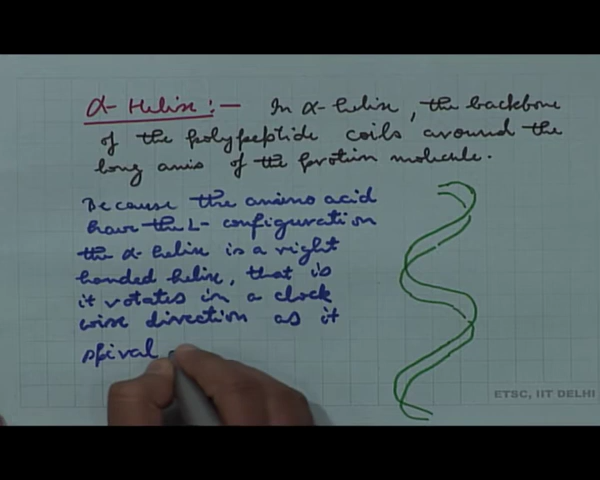 α- Helix :- In α-helix, the backbone
of the polypeptide coils around the
long axis of the protein molecule.
Because the amino acid
have the L- configuration
the α-helix is a right
handed helix, that is
it rotates in a clock
wise direction as it
spiral
ETSC, IIT DELHI